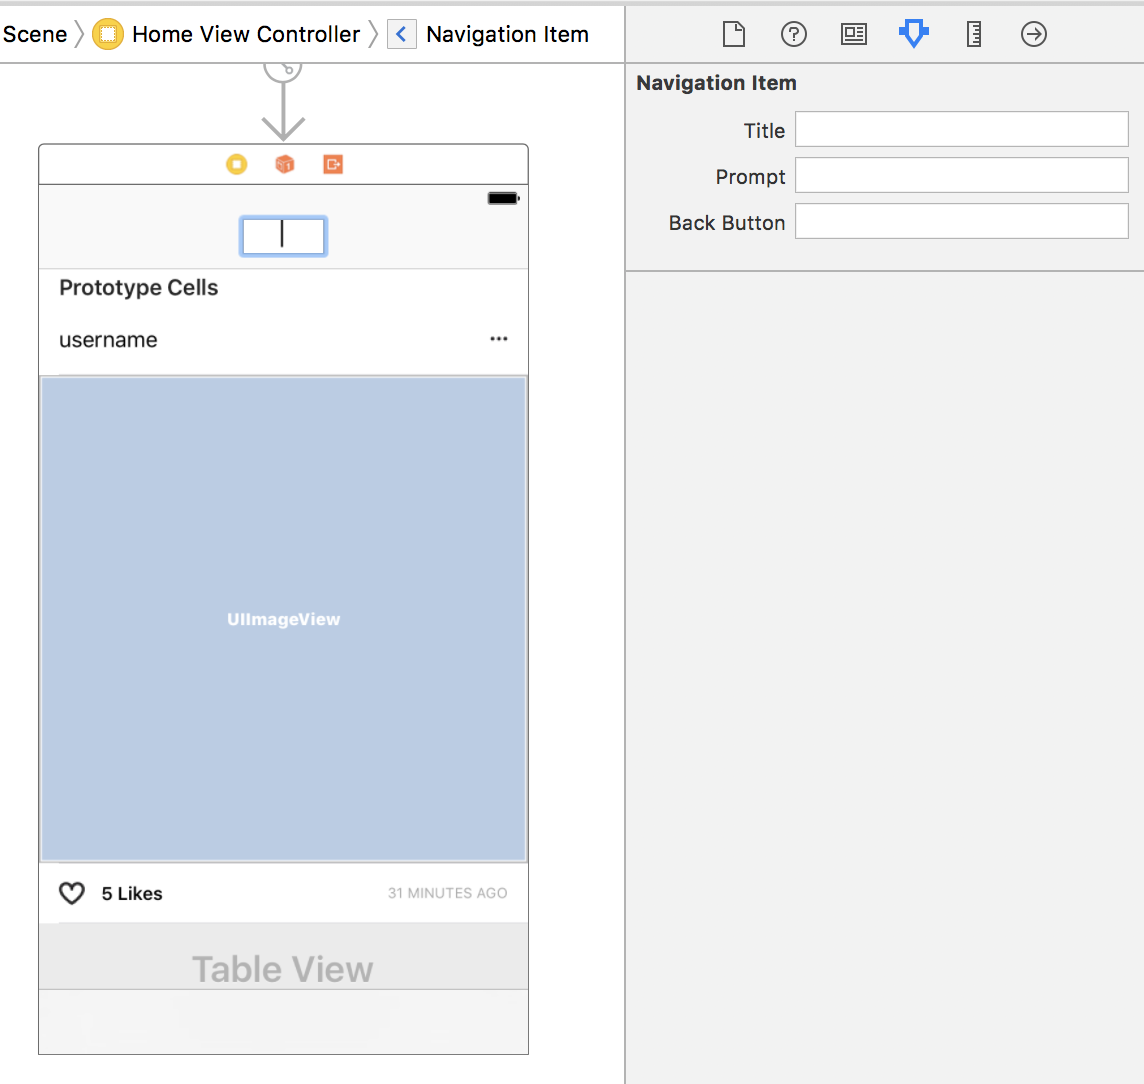 Scene Home View Controller Navigation Item
Navigation Item
Title
Prompt
Back Button
1
Prototype Cells
username
UIImageView
5 Likes
31 MINUTES AGO
Table View